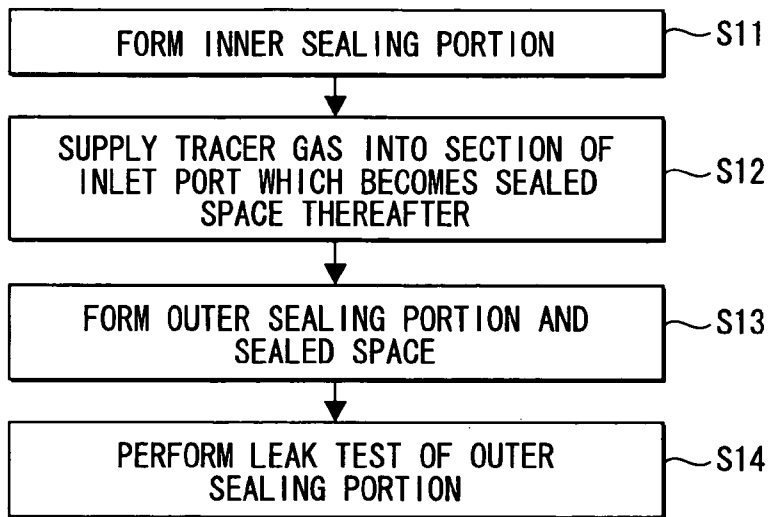 FORM INNER SEALING PORTION
S11
SUPPLY TRACER GAS INTO SECTION OF
INLET PORT WHICH BECOMES SEALED
SPACE THEREAFTER
S12
FORM OUTER SEALING PORTION AND
SEALED SPACE
S13
PERFORM LEAK TEST OF OUTER
SEALING PORTION
S14